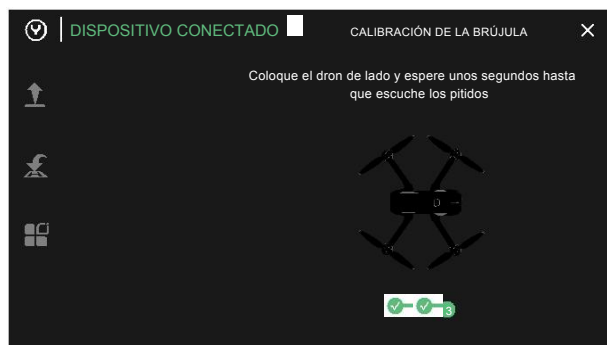 DISPOSITIVO CONECTADO
CALIBRACIÓN DE LA BRÚJULA
Coloque el dron de lado y espere unos segundos hasta
que escuche los pitidos
3